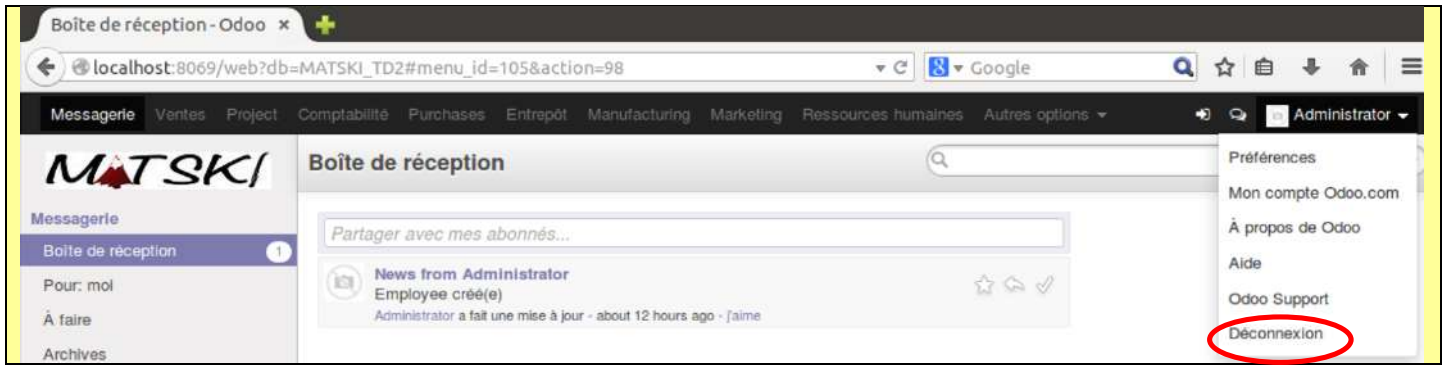 Boîte de réception - Odoo ×
localhost:8069/web?db=MATSKI_TD2#menu_id=105&action=98 Google
Messagerie Ventes Project Comptabilité Purchases Entrepôt Manufacturing Marketing Ressources humaines Autres options Administrator
MATSKI
Boîte de réception
Préférences
Mon compte Odoo.com
À propos de Odoo
Aide
Odoo Support
Déconnexion
Messagerie
Boîte de réception 1
Pour: moi
À faire
Archives
Partager avec mes abonnés...
News from Administrator
Employee créé(e)
Administrator a fait une mise à jour - about 12 hours ago - j'aime